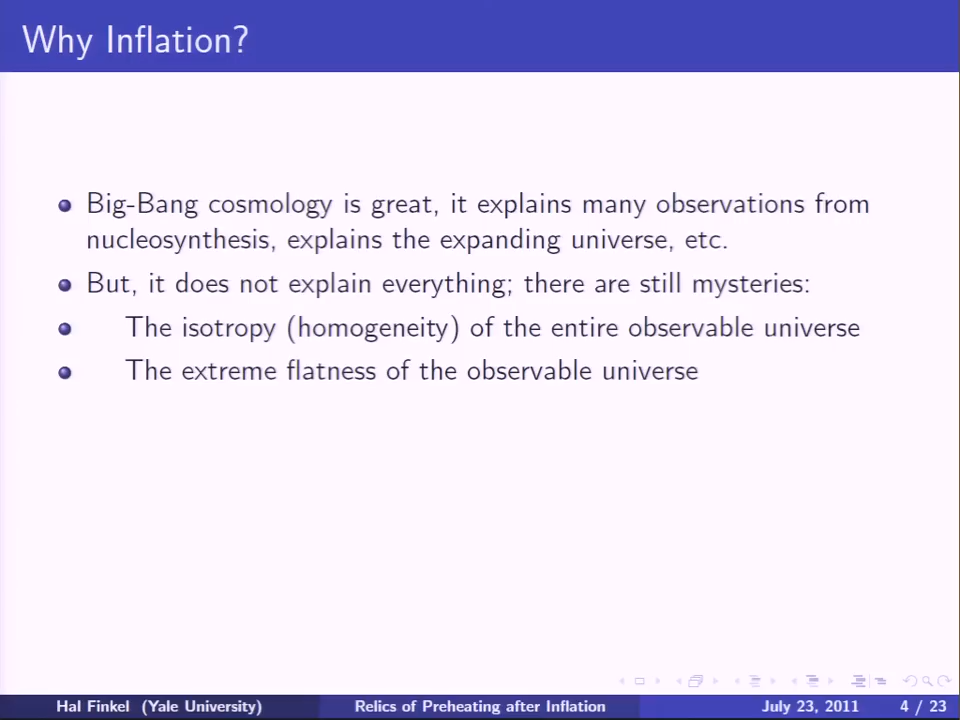 Why Inflation?
Big-Bang cosmology is great, it explains many observations from
nucleosynthesis, explains the expanding universe, etc.
But, it does not explain everything; there are still mysteries:
The isotropy (homogeneity) of the entire observable universe
The extreme flatness of the observable universe
Hal Finkel (Yale University) Relics of Preheating after Inflation July 23, 2011 4 / 23